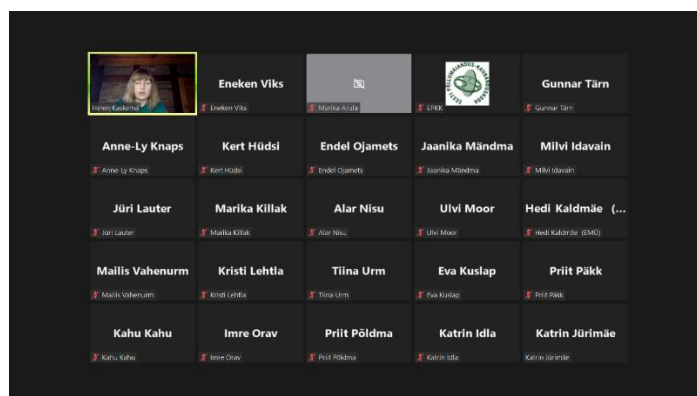 Helen Kaskema
Eneken Viks
Eneken Viks
Marika Arula
EESTI PÕLLUMAJANDUS-KAUBANDUSKODA
EPKK
Gunnar Tärn
Gunnar Tärn
Anne-Ly Knaps
Anne-Ly Knaps
Kert Hüdsi
Kert Hüdsi
Endel Ojamets
Endel Ojamets
Jaanika Mändma
Jaanika Mändma
Milvi Idavain
Milvi Idavain
Jüri Lauter
Jüri Lauter
Marika Killak
Marika Killak
Alar Nisu
Alar Nisu
Ulvi Moor
Ulvi Moor
Hedi Kaldmäe (...
Hedi Kaldmäe (EMÜ)
Mailis Vahenurm
Mailis Vahenurm
Kristi Lehtla
Kristi Lehtla
Tiina Urm
Tiina Urm
Eva Kuslap
Eva Kuslap
Priit Päkk
Priit Päkk
Kahu Kahu
Kahu Kahu
Imre Orav
Imre Orav
Priit Põldma
Priit Põldma
Katrin Idla
Katrin Idla
Katrin Jürimäe
Katrin Jürimäe